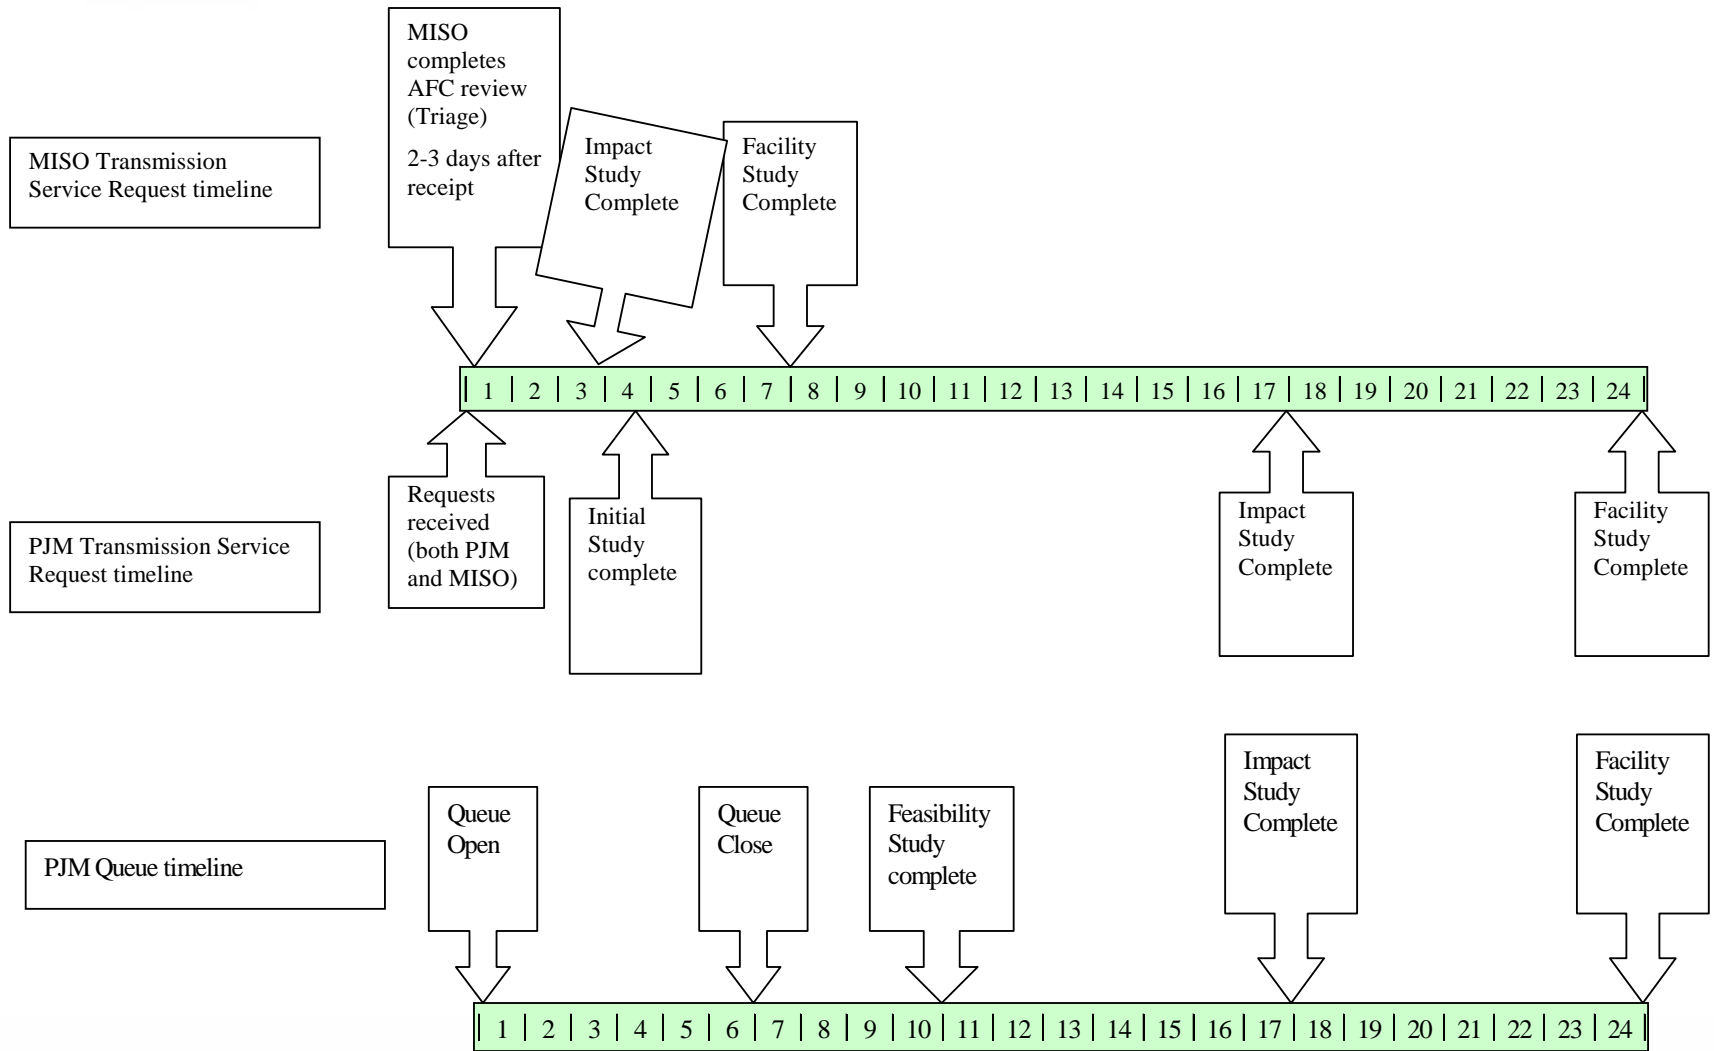 MISO
completes
AFC review
(Triage)
2-3 days after
receipt
Impact
Study
Complete
Facility
Study
Complete
MISO Transmission
Service Request timeline
| 1 | 2 | 3 | 4 | 5 | 6 | 7 | 8 | 9 | 10 | 11 | 12 | 13 | 14 | 15 | 16 | 17 | 18 | 19 | 20 | 21 | 22 | 23 | 24 |
Requests
received
(both PJM
and MISO)
Initial
Study
complete
Impact
Study
Complete
Facility
Study
Complete
PJM Transmission Service
Request timeline
Queue
Open
Queue
Close
Feasibility
Study
complete
Impact
Study
Complete
Facility
Study
Complete
PJM Queue timeline
| 1 | 2 | 3 | 4 | 5 | 6 | 7 | 8 | 9 | 10 | 11 | 12 | 13 | 14 | 15 | 16 | 17 | 18 | 19 | 20 | 21 | 22 | 23 | 24